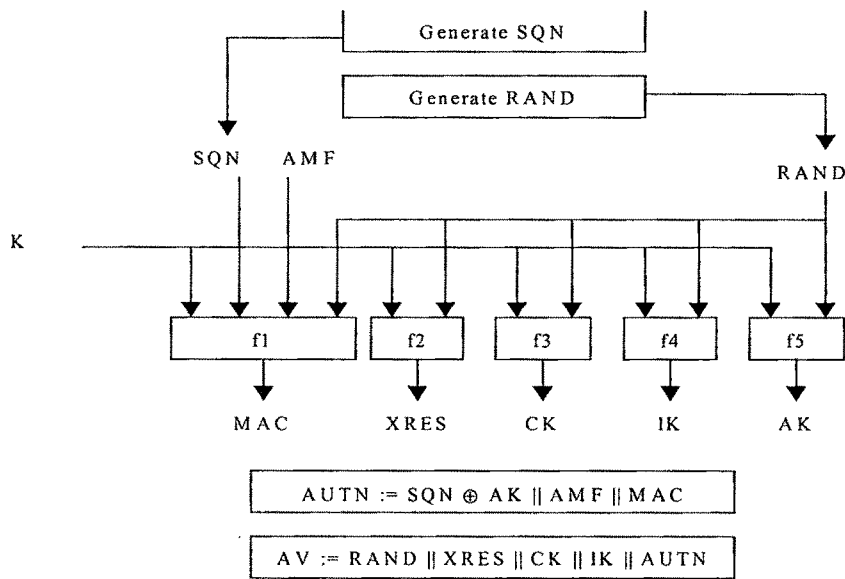 Generate SQN
Generate RAND
SQN AMF
RAND
K
f1 f2 f3 f4 f5
MAC XRES CK IK AK
AUTN := SQN ⊕ AK || AMF || MAC
AV := RAND || XRES || CK || IK || AUTN